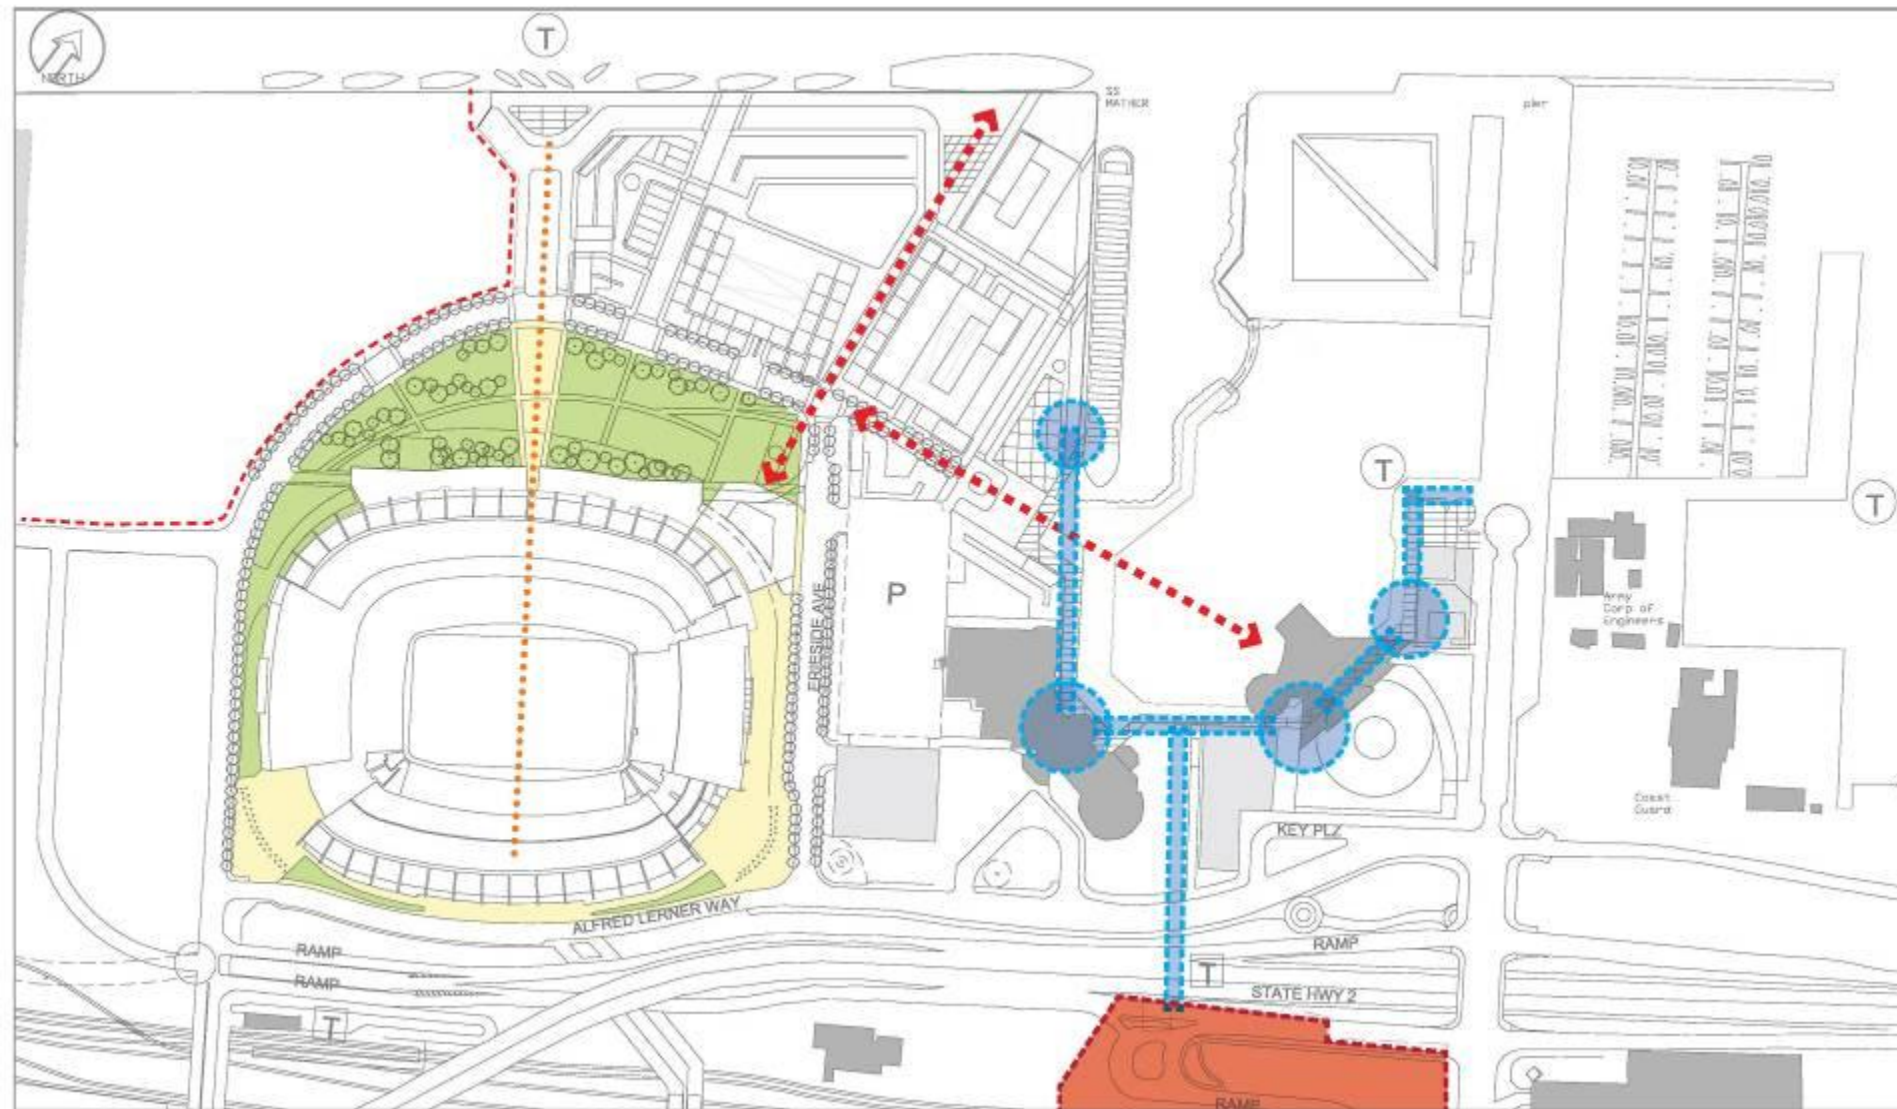 T
NORTH
SS
MATHER
pier
T
T
P
ERIESIDE AVE
Army
Corp of
Engineers
Coast
Guard
KEY PLZ
ALFRED LERNER WAY
RAMP
RAMP
RAMP
T
STATE HWY 2
T
RAMP